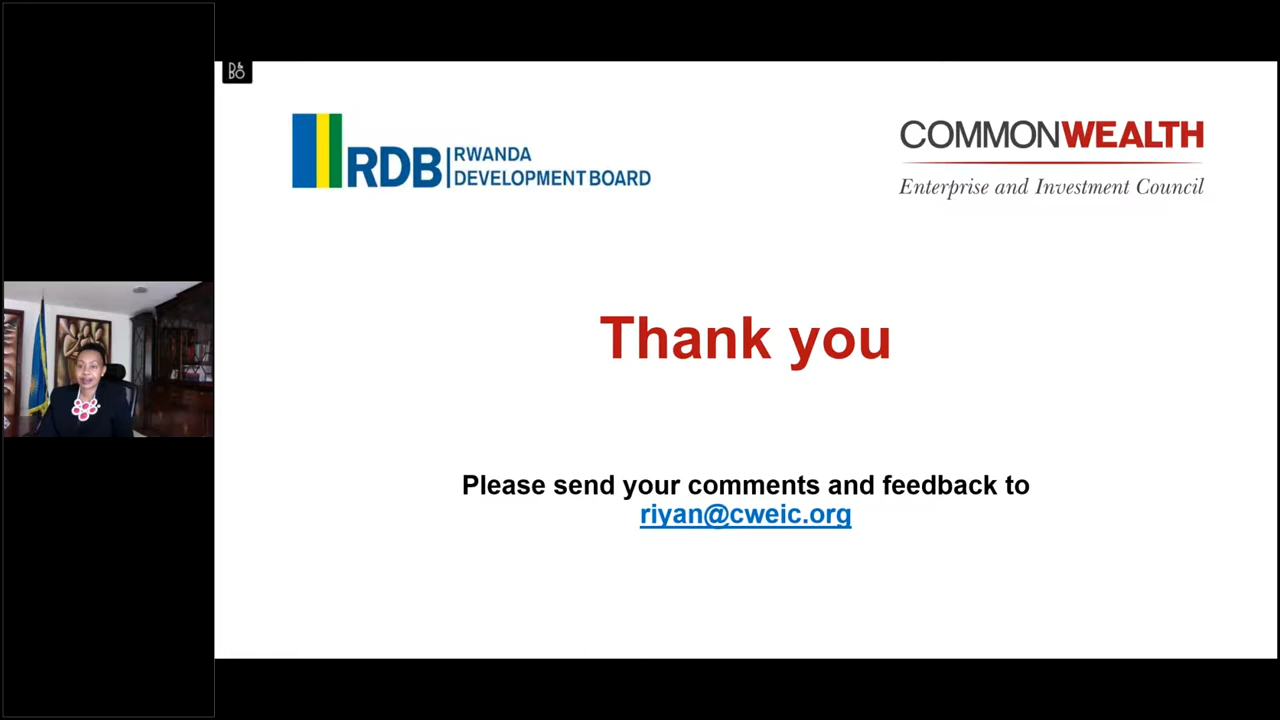 D&
BO
RDB
RWANDA
DEVELOPMENT BOARD
COMMONWEALTH
Enterprise and Investment Council
Thank you
Please send your comments and feedback to
riyan@cweic.org